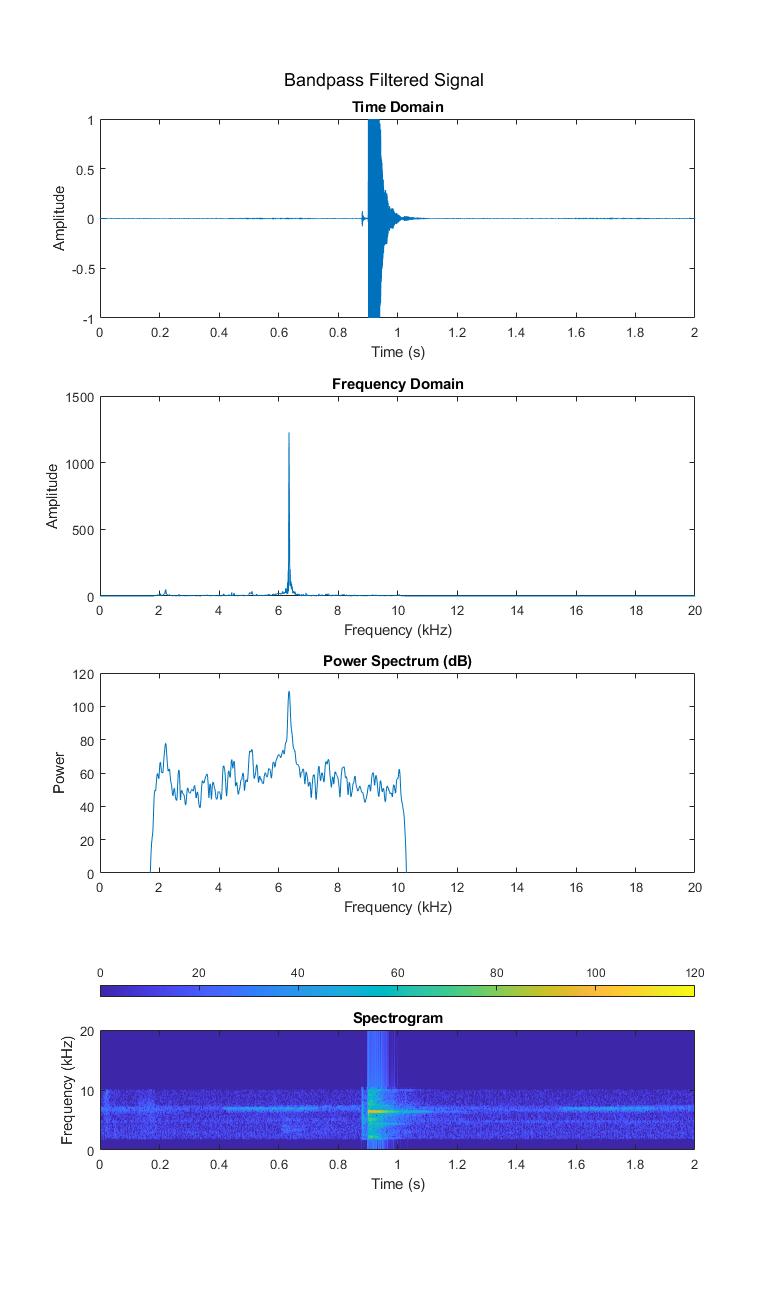 Bandpass Filtered Signal
Time Domain
1
0.5
0
-0.5
-1
Amplitude
0 0.2 0.4 0.6 0.8 1 1.2 1.4 1.6 1.8 2
Time (s)
Frequency Domain
1500
1000
500
0
Amplitude
0 2 4 6 8 10 12 14 16 18 20
Frequency (kHz)
Power Spectrum (dB)
120
100
80
60
40
20
0
Power
0 2 4 6 8 10 12 14 16 18 20
Frequency (kHz)
0 20 40 60 80 100 120
Spectrogram
20
10
0
Frequency (kHz)
0 0.2 0.4 0.6 0.8 1 1.2 1.4 1.6 1.8 2
Time (s)